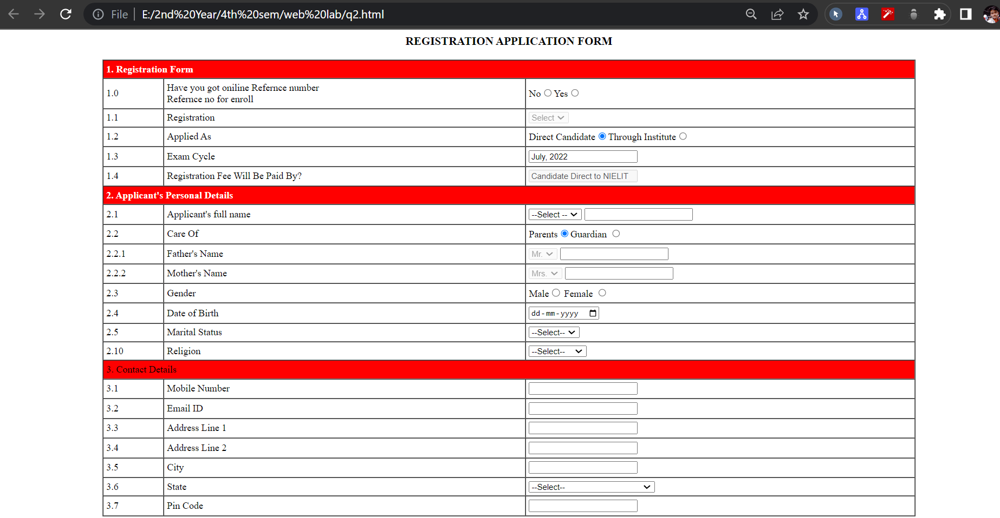 File E:/2nd%20Year/4th%20sem/web%20lab/q2.html
REGISTRATION APPLICATION FORM
1. Registration Form
1.0 Have you got oniline Refernce number
Refernce no for enroll No Yes
1.1 Registration Select
1.2 Applied As Direct Candidate Through Institute
1.3 Exam Cycle July, 2022
1.4 Registration Fee Will Be Paid By? Candidate Direct to NIELIT
2. Applicant's Personal Details
2.1 Applicant's full name --Select --
2.2 Care Of Parents Guardian
2.2.1 Father's Name Mr.
2.2.2 Mother's Name Mrs.
2.3 Gender Male Female
2.4 Date of Birth dd-mm-yyyy
2.5 Marital Status --Select--
2.10 Religion --Select--
3. Contact Details
3.1 Mobile Number
3.2 Email ID
3.3 Address Line 1
3.4 Address Line 2
3.5 City
3.6 State --Select--
3.7 Pin Code